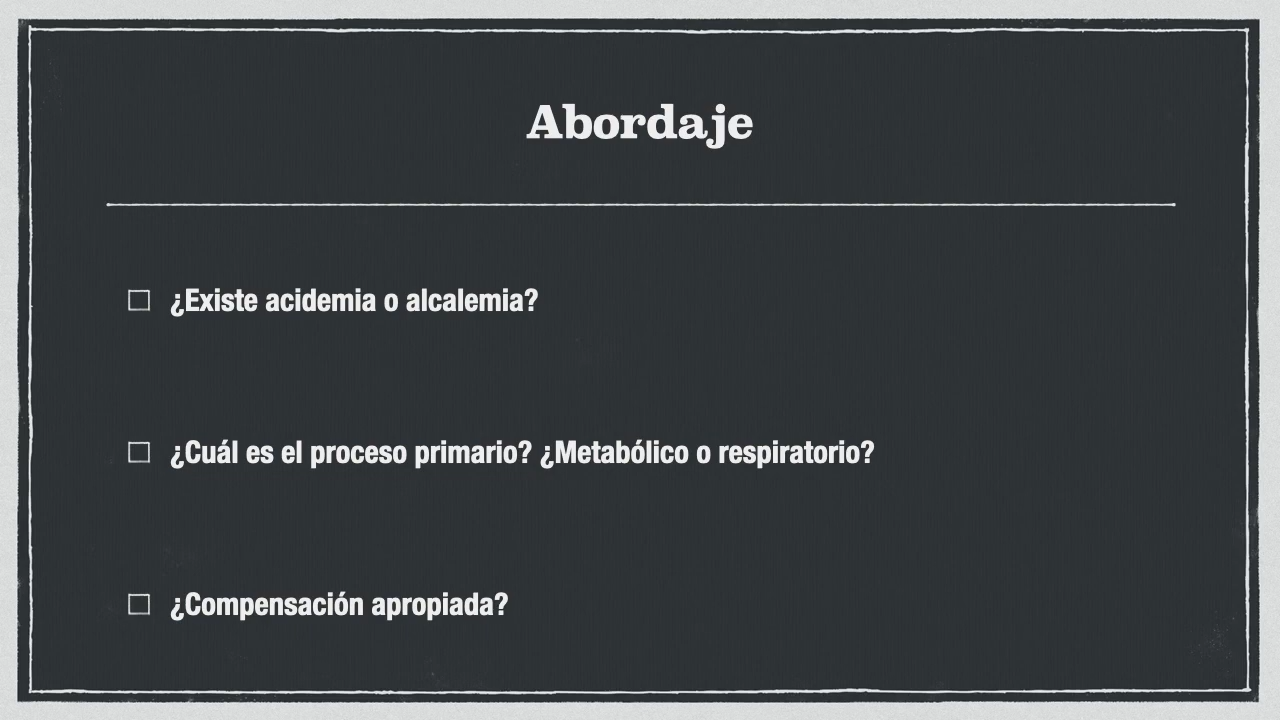 Abordaje
¿Existe acidemia o alcalemia?
¿Cuál es el proceso primario? ¿Metabólico o respiratorio?
¿Compensación apropiada?